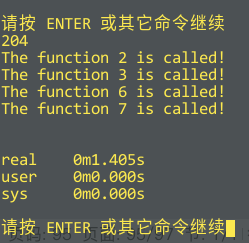 请按 ENTER 或其它命令继续
204
The function 2 is called!
The function 3 is called!
The function 6 is called!
The function 7 is called!
real 0m1.405s
user 0m0.000s
sys 0m0.000s
请按 ENTER 或其它命令继续